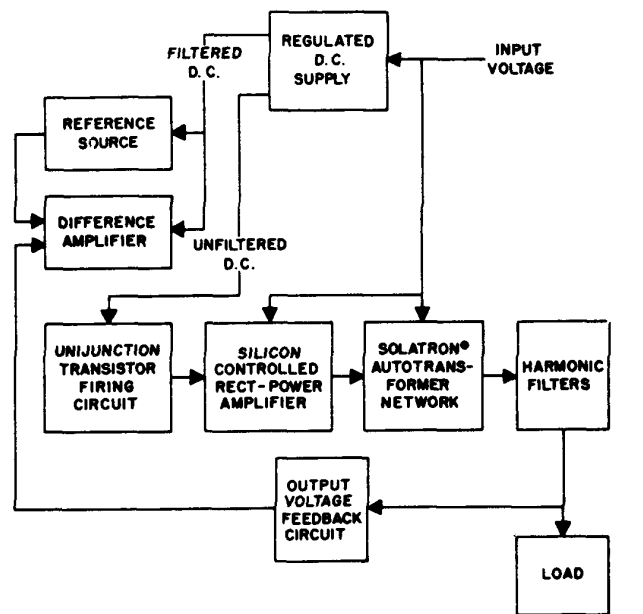 REGULATED
D. C.
SUPPLY
FILTERED
D. C.
INPUT
VOLTAGE
REFERENCE
SOURCE
DIFFERENCE
AMPLIFIER
UNFILTERED
D.C.
UNIJUNCTION
TRANSISTOR
FIRING
CIRCUIT
SILICON
CONTROLLED
RECT-POWER
AMPLIFIER
SOLATRON®
AUTOTRANS-
FORMER
NETWORK
HARMONIC
FILTERS
OUTPUT
VOLTAGE
FEEDBACK
CIRCUIT
LOAD